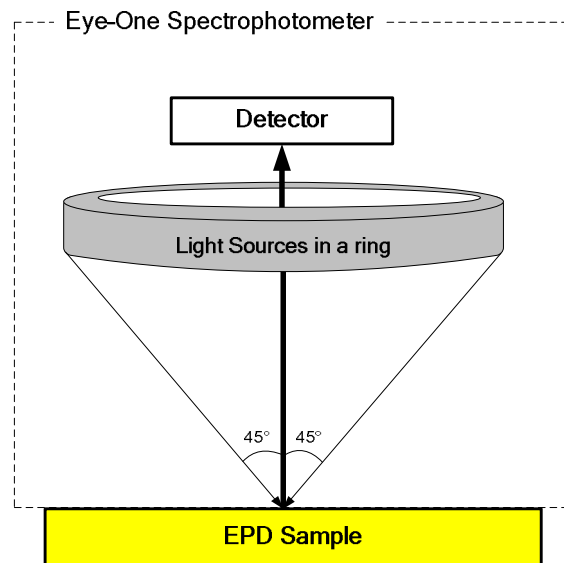 Eye-One Spectrophotometer
Detector
Light Sources in a ring
45° 45°
EPD Sample